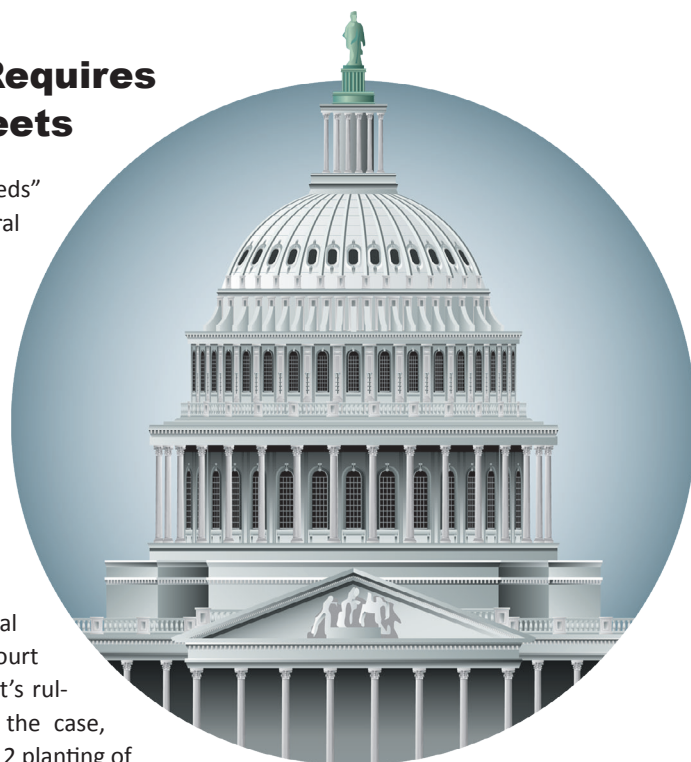 Requires
eets
eds”
ral
al
ourt
t’s rul-
the case,
2 planting of